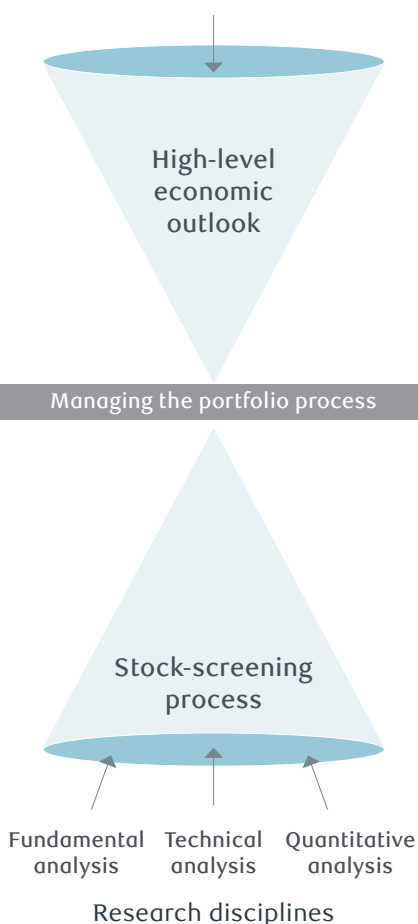 High-level
economic
outlook
Managing the portfolio process
Stock-screening
process
Fundamental Technical Quantitative
analysis analysis analysis
Research disciplines